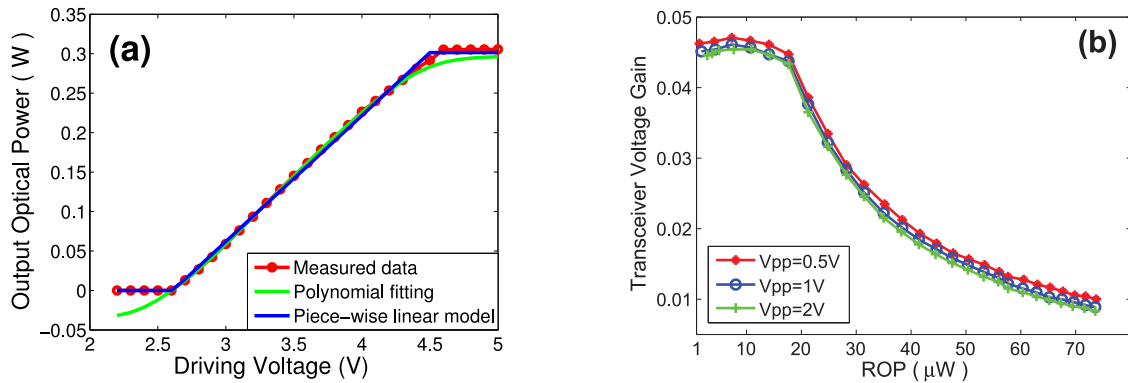 (a)
Output Optical Power ( W )
0.35
0.3
0.25
0.2
0.15
0.1
0.05
0
−0.05
2 2.5 3 3.5 4 4.5 5
Driving Voltage (V)
Measured data
Polynomial fitting
Piece−wise linear model
(b)
Transceiver Voltage Gain
0.05
0.04
0.03
0.02
0.01
1 10 20 30 40 50 60 70
ROP ( μW )
Vpp=0.5V
Vpp=1V
Vpp=2V